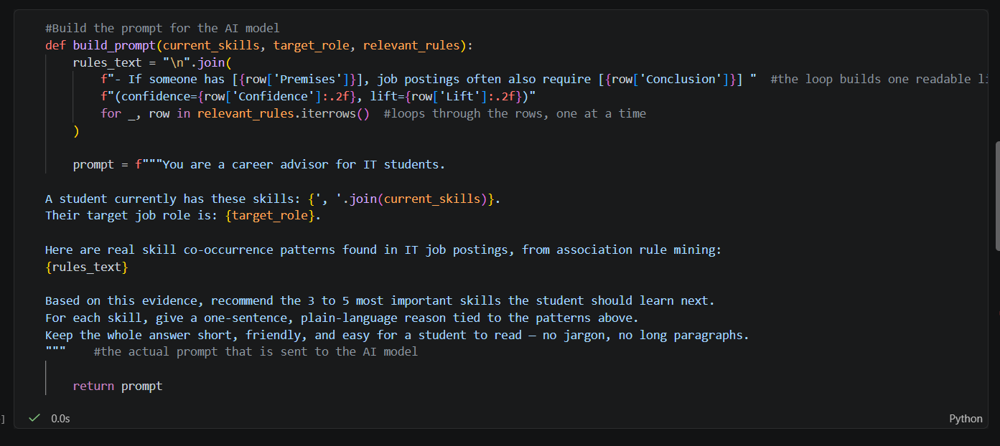 #Build the prompt for the AI model
def build_prompt(current_skills, target_role, relevant_rules):
    rules_text = "\n".join(
        f"- If someone has [{row['Premises']}], job postings often also require [{row['Conclusion']}] "  #the loop builds one readable
        f"(confidence={row['Confidence']:.2f}, lift={row['Lift']:.2f})"
        for _, row in relevant_rules.iterrows()  #loops through the rows, one at a time
    )
    prompt = f"""You are a career advisor for IT students.
A student currently has these skills: {', '.join(current_skills)}.
Their target job role is: {target_role}.
Here are real skill co-occurrence patterns found in IT job postings, from association rule mining:
{rules_text}
Based on this evidence, recommend the 3 to 5 most important skills the student should learn next.
For each skill, give a one-sentence, plain-language reason tied to the patterns above.
Keep the whole answer short, friendly, and easy for a student to read — no jargon, no long paragraphs.
"""    #the actual prompt that is sent to the AI model
    return prompt
] 0.0s Python